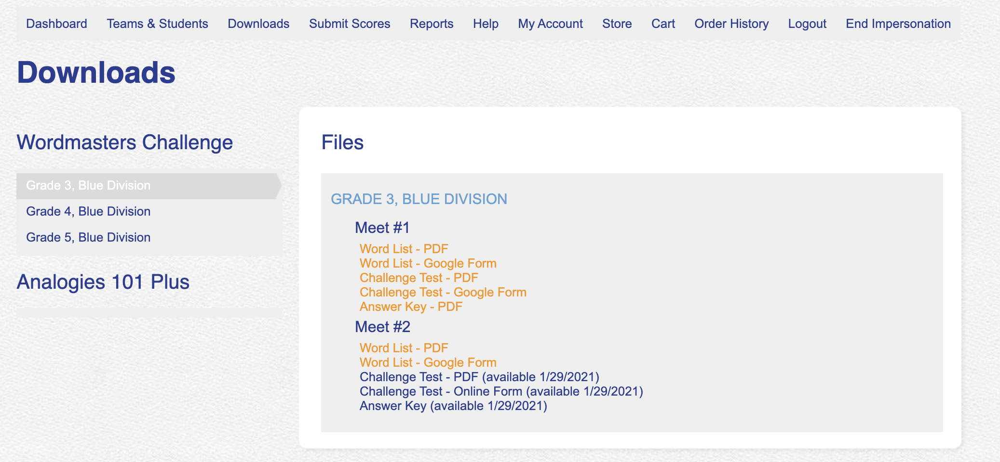 Dashboard Teams & Students Downloads Submit Scores Reports Help My Account Store Cart Order History Logout End Impersonation
Downloads
Wordmasters Challenge
Grade 3, Blue Division
Grade 4, Blue Division
Grade 5, Blue Division
Analogies 101 Plus
Files
GRADE 3, BLUE DIVISION
Meet #1
Word List - PDF
Word List - Google Form
Challenge Test - PDF
Challenge Test - Google Form
Answer Key - PDF
Meet #2
Word List - PDF
Word List - Google Form
Challenge Test - PDF (available 1/29/2021)
Challenge Test - Online Form (available 1/29/2021)
Answer Key (available 1/29/2021)